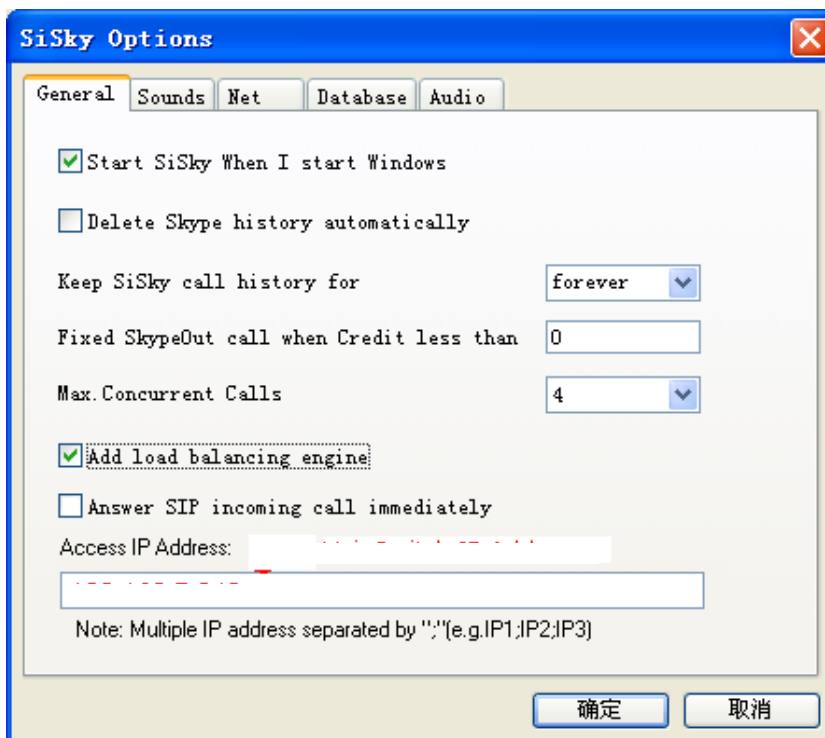 SiSky Options
General Sounds Net Database Audio
Start SiSky When I start Windows
Delete Skype history automatically
Keep SiSky call history for forever
Fixed SkypeOut call when Credit less than 0
Max.Concurrent Calls 4
Add load balancing engine
Answer SIP incoming call immediately
Access IP Address:
Note: Multiple IP address separated by ";"(e.g.IP1;IP2;IP3)
确定 取消